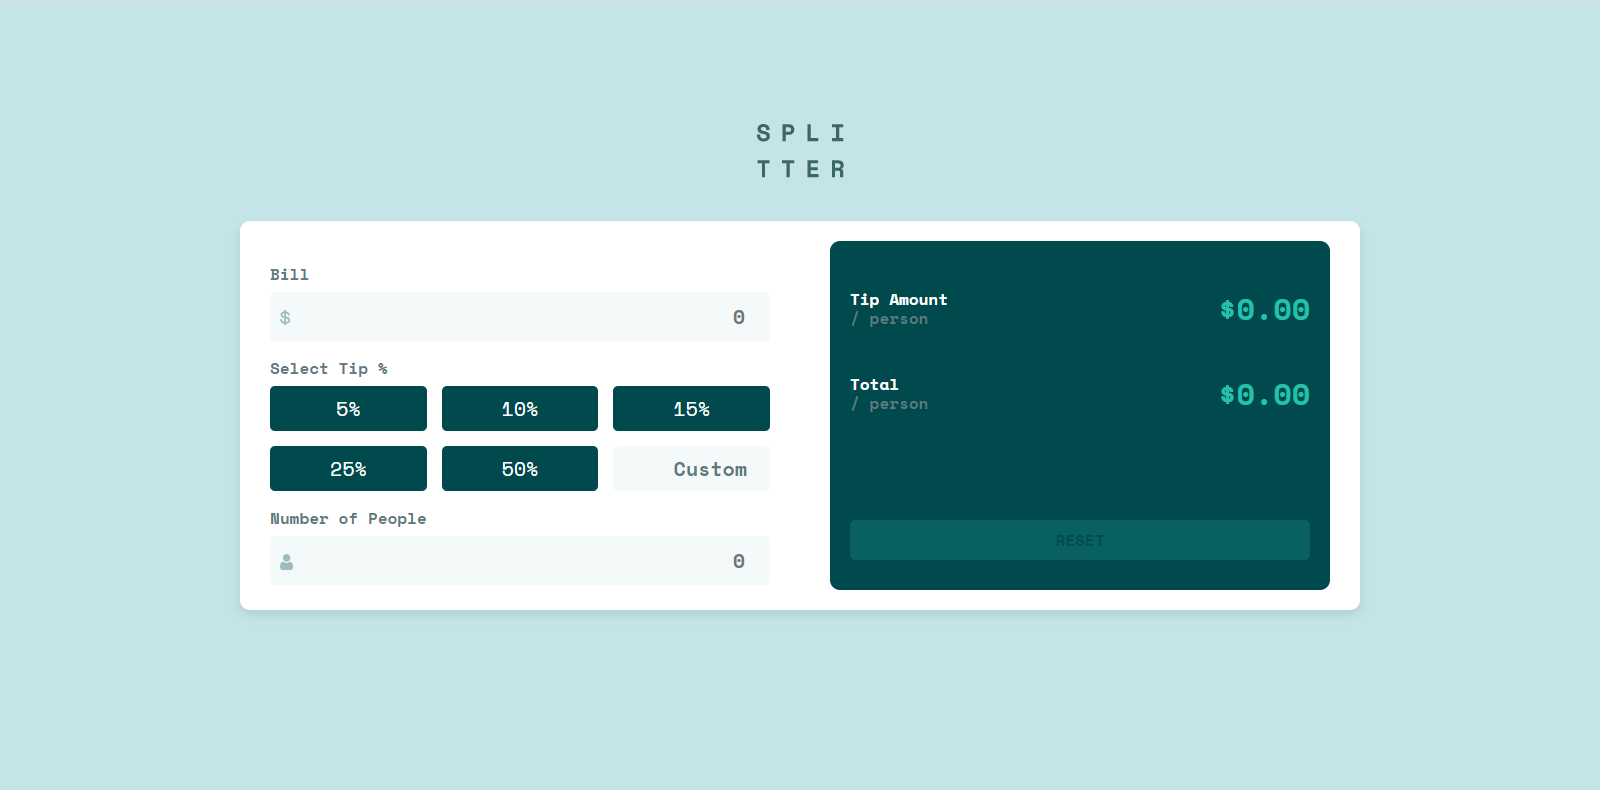 SPLI
TTER
Bill
$ 0
Select Tip %
5% 10% 15%
25% 50% Custom
Number of People
0
Tip Amount
/ person
$0.00
Total
/ person
$0.00
RESET